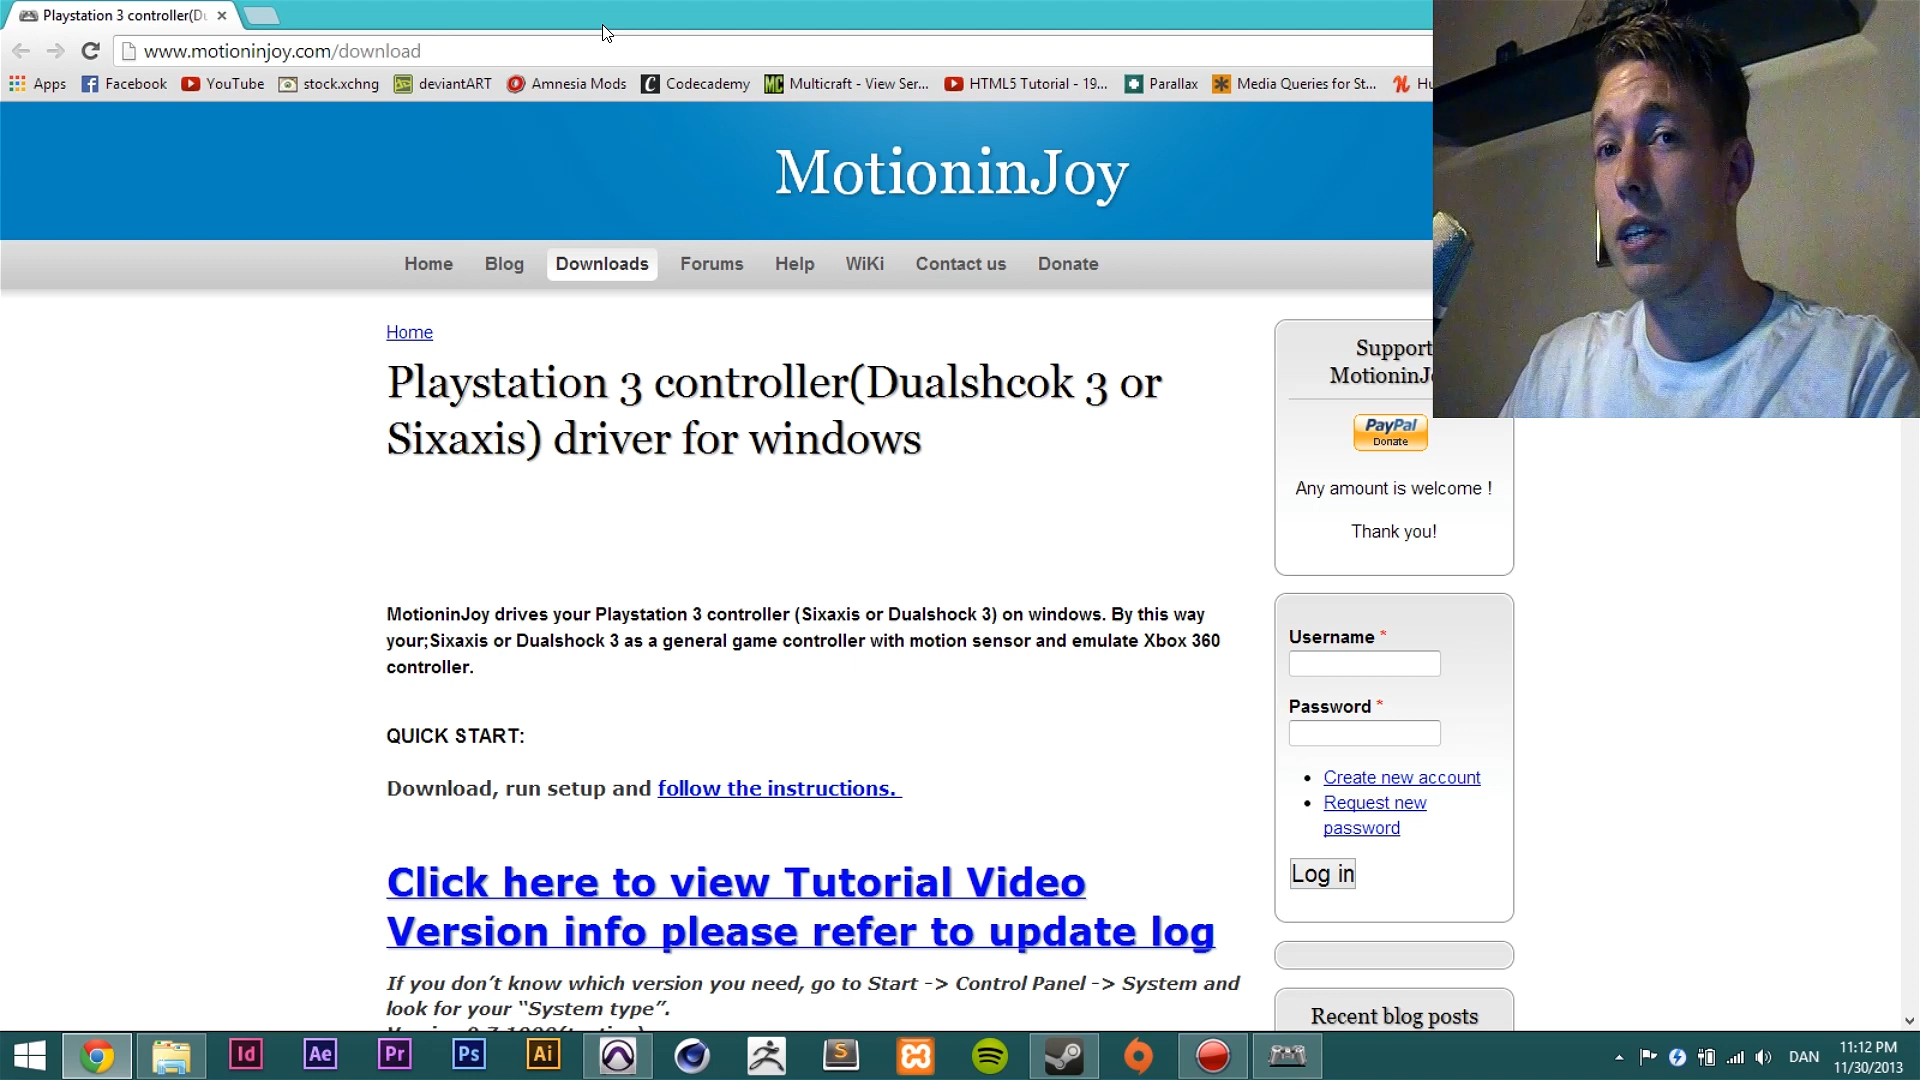 Playstation 3 controller(Du
www.motioninjoy.com/download
Apps Facebook YouTube stock.xchng deviantART Amnesia Mods Codecademy Multicraft - View Ser... HTML5 Tutorial - 19... Parallax Media Queries for St... Hu
MotioninJoy
Home Blog Downloads Forums Help WiKi Contact us Donate
Home
Playstation 3 controller(Dualshcok 3 or
Sixaxis) driver for windows
MotioninJoy drives your Playstation 3 controller (Sixaxis or Dualshock 3) on windows. By this way
your;Sixaxis or Dualshock 3 as a general game controller with motion sensor and emulate Xbox 360
controller.
QUICK START:
Download, run setup and follow the instructions.
Click here to view Tutorial Video
Version info please refer to update log
If you don't know which version you need, go to Start -> Control Panel -> System and
look for your “System type”.
Support
MotioninJ
PayPal
Donate
Any amount is welcome !
Thank you!
Username *
Password *
Create new account
Request new
password
Log in
Recent blog posts
Id Ae Pr Ps Ai S
DAN
11:12 PM
11/30/2013